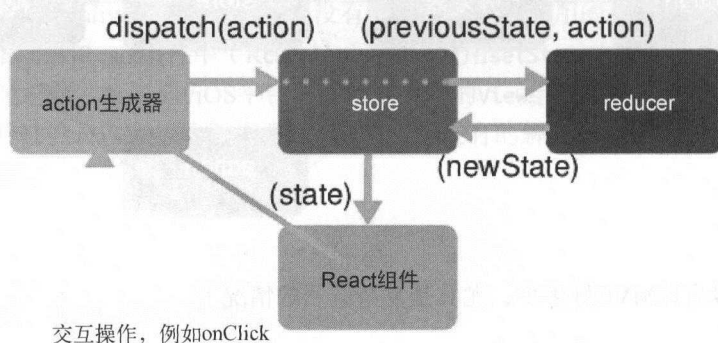 dispatch(action)
(previousState, action)
action生成器
store
reducer
(newState)
(state)
React组件
交互操作，例如onClick